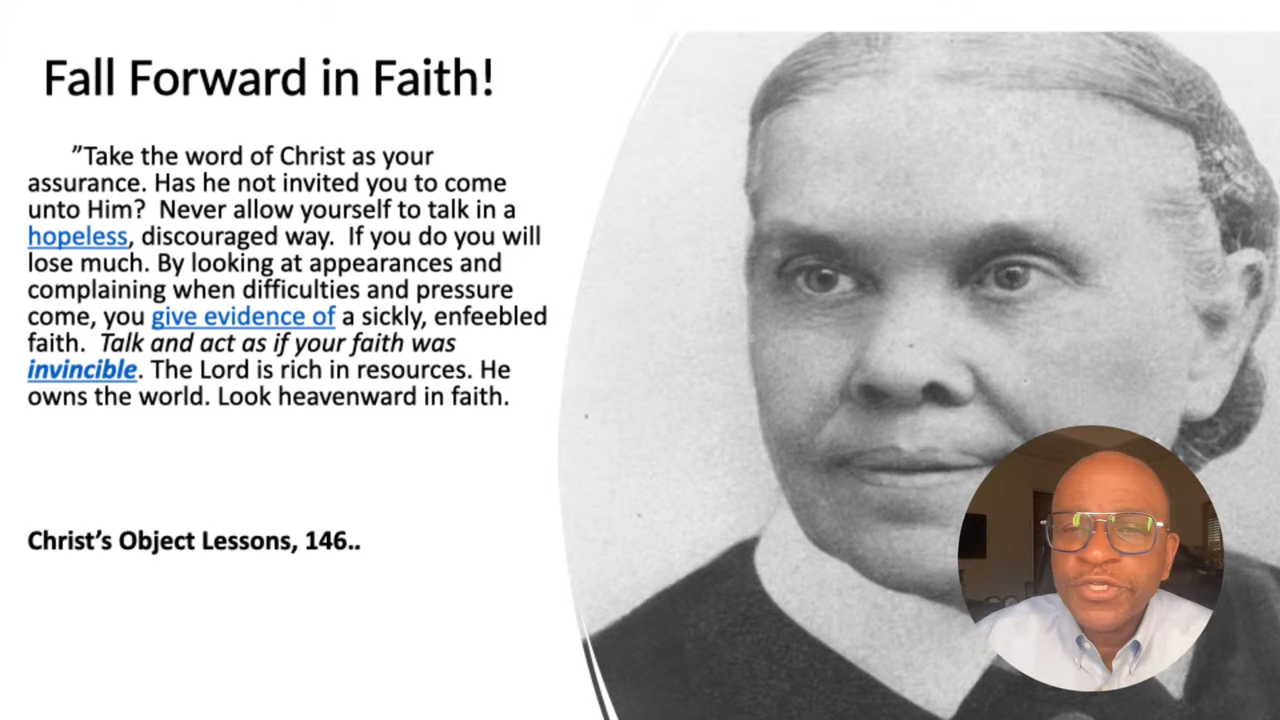 Fall Forward in Faith!
”Take the word of Christ as your
assurance. Has he not invited you to come
unto Him?  Never allow yourself to talk in a
hopeless, discouraged way.  If you do you will
lose much. By looking at appearances and
complaining when difficulties and pressure
come, you give evidence of a sickly, enfeebled
faith.  Talk and act as if your faith was
invincible. The Lord is rich in resources. He
owns the world. Look heavenward in faith.
Christ’s Object Lessons, 146..